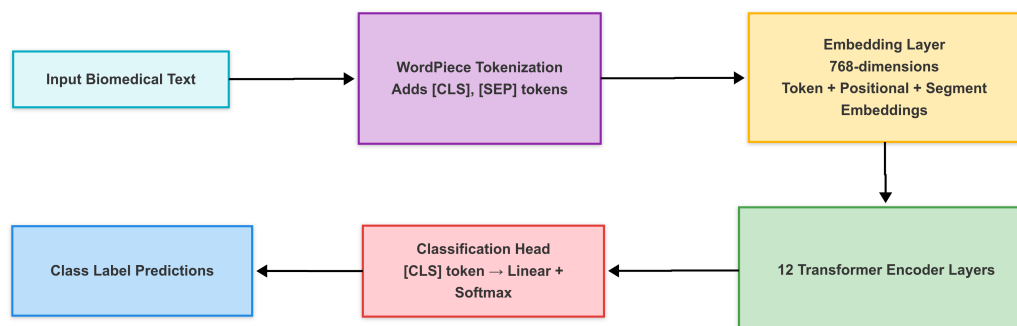 Input Biomedical Text
WordPiece Tokenization
Adds [CLS], [SEP] tokens
Embedding Layer
768-dimensions
Token + Positional + Segment
Embeddings
12 Transformer Encoder Layers
Classification Head
[CLS] token → Linear +
Softmax
Class Label Predictions